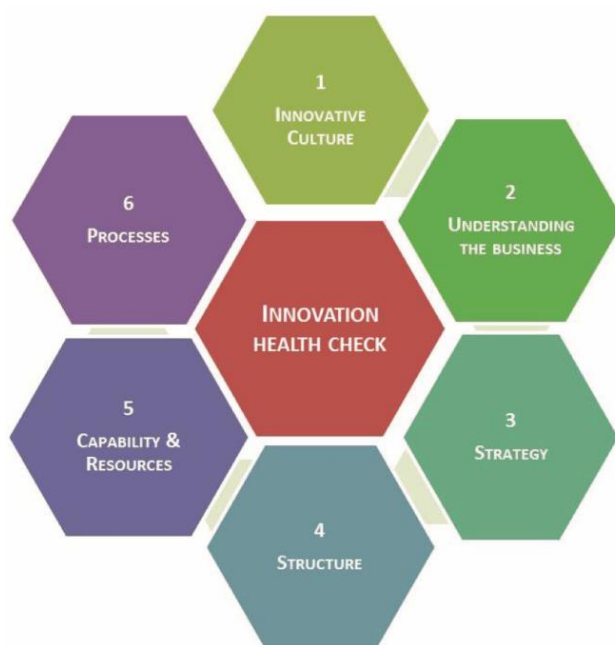 1
INNOVATIVE
CULTURE
2
UNDERSTANDING
THE BUSINESS
3
STRATEGY
4
STRUCTURE
5
CAPABILITY &
RESOURCES
6
PROCESSES
INNOVATION
HEALTH CHECK